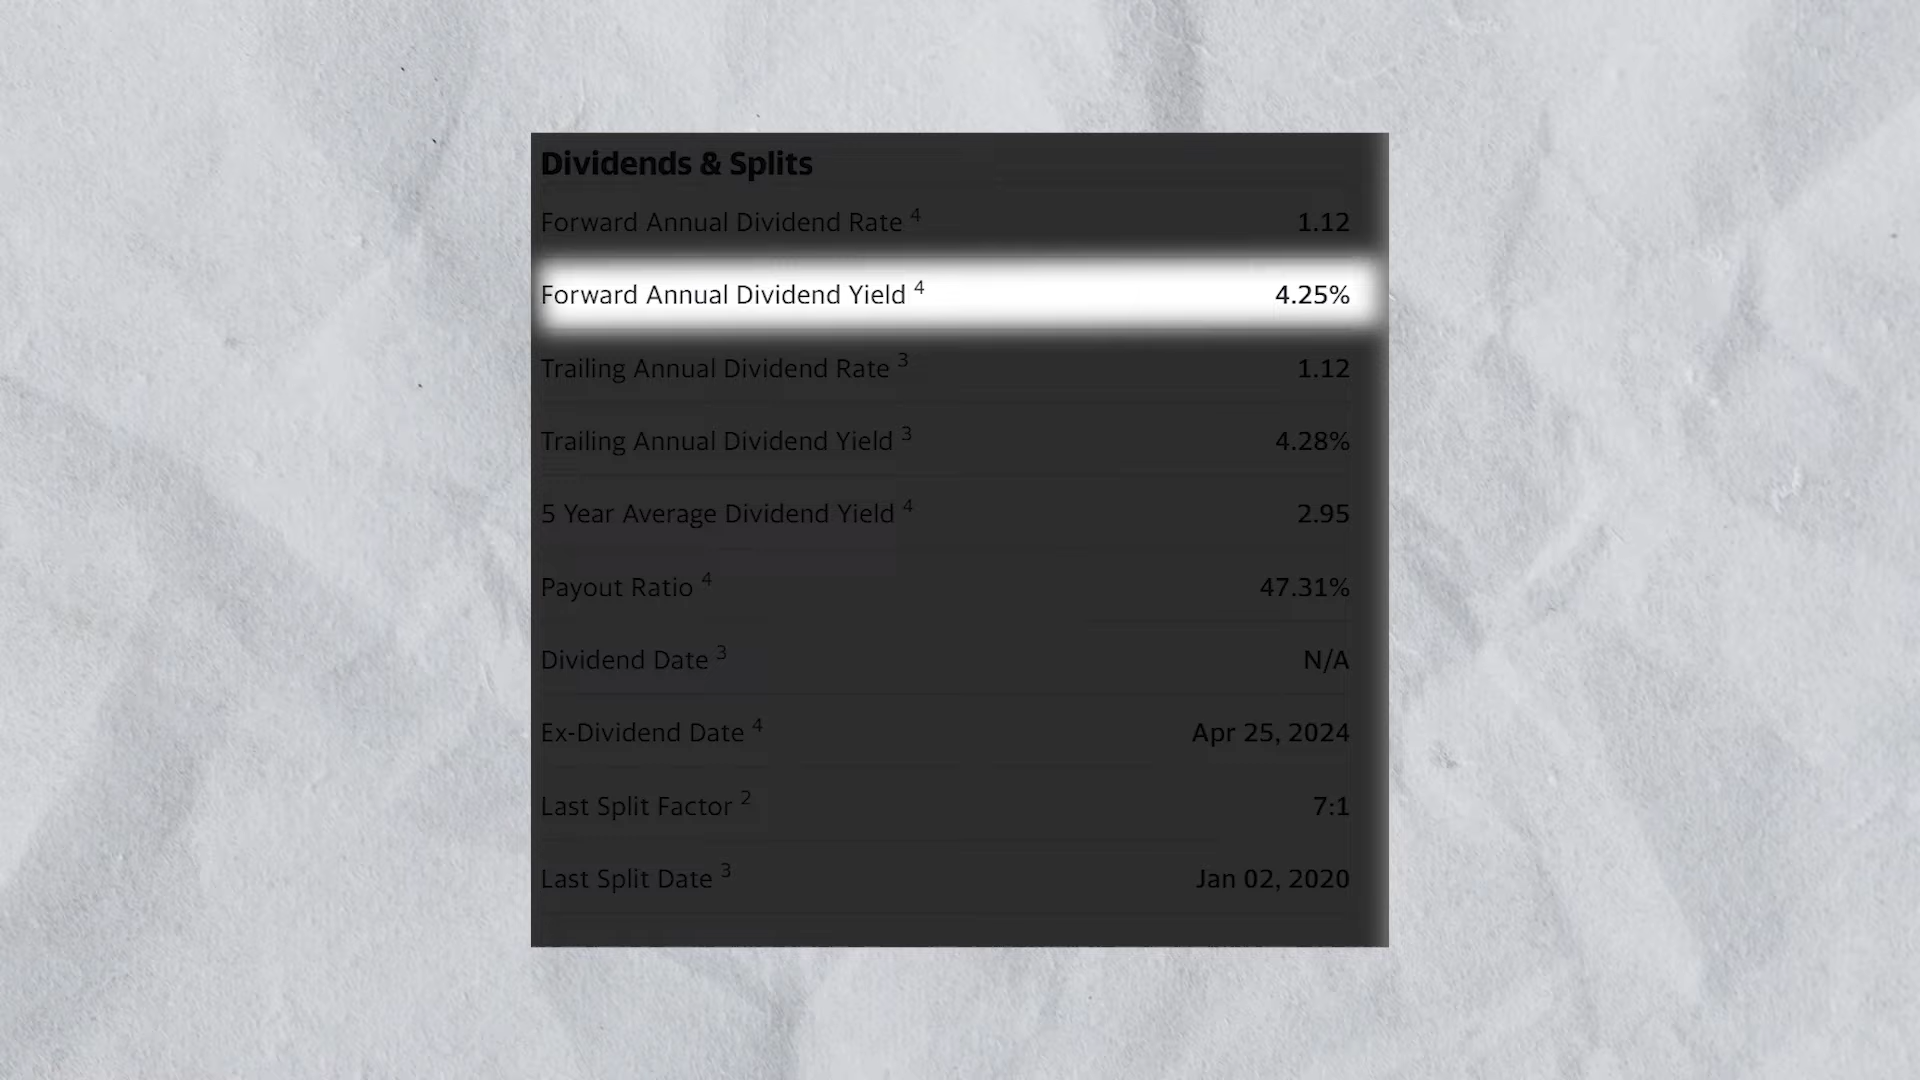 Dividends & Splits
Forward Annual Dividend Rate 4 1.12
Forward Annual Dividend Yield 4 4.25%
Trailing Annual Dividend Rate 3 1.12
Trailing Annual Dividend Yield 3 4.28%
5 Year Average Dividend Yield 4 2.95
Payout Ratio 4 47.31%
Dividend Date 3 N/A
Ex-Dividend Date 4 Apr 25, 2024
Last Split Factor 2 7:1
Last Split Date 3 Jan 02, 2020